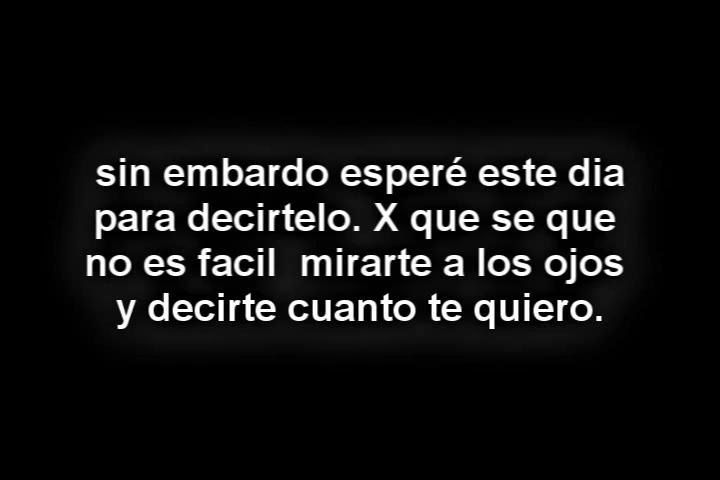 sin embardo esperé este dia
para decirtelo. X que se que
no es facil  mirarte a los ojos
y decirte cuanto te quiero.